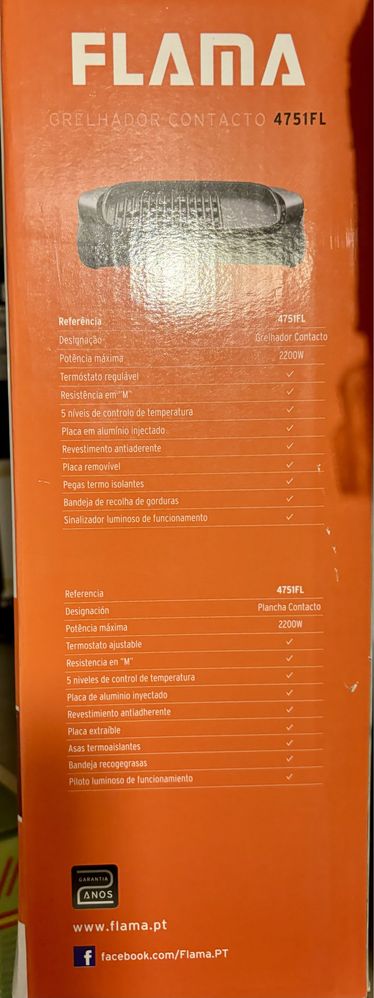 FLAMA
GRELHADOR CONTACTO 4751FL
Referência 4751FL
Designação Grelhador Contacto
Potência máxima 2200W
Termóstato regulável ✓
Resistência em "M" ✓
5 níveis de controlo de temperatura ✓
Placa em alumínio injectado ✓
Revestimento antiaderente ✓
Placa removível ✓
Pegas termo isolantes ✓
Bandeja de recolha de gorduras ✓
Sinalizador luminoso de funcionamento ✓
Referencia 4751FL
Designación Plancha Contacto
Potência máxima 2200W
Termostato ajustable ✓
Resistencia en "M" ✓
5 niveles de control de temperatura ✓
Placa de aluminio inyectado ✓
Revestimiento antiadherente ✓
Placa extraíble ✓
Asas termoaislantes ✓
Bandeja recogegrasas ✓
Piloto luminoso de funcionamiento ✓
GARANTIA
2
ANOS
www.flama.pt
f facebook.com/Flama.PT